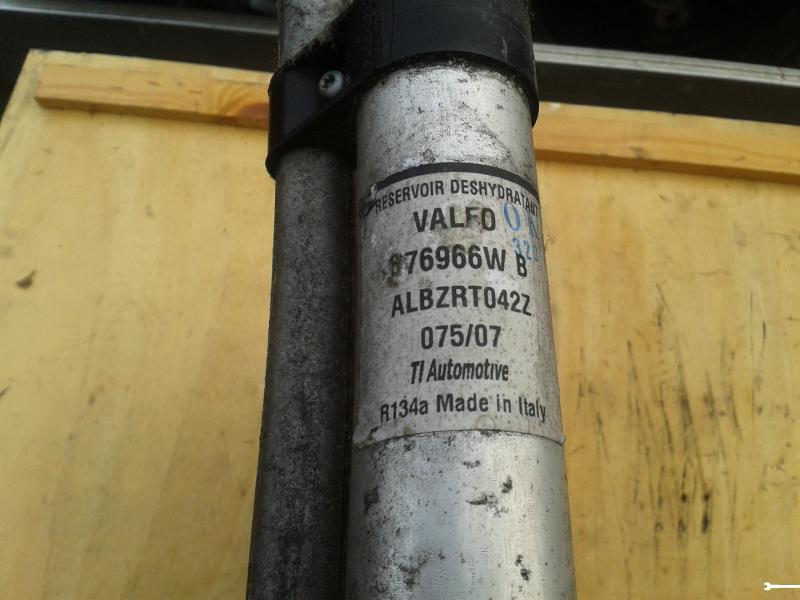 RESERVOIR DESHYDRATANT
VALEO
876966W B
ALBZRT042Z
075/07
TI Automotive
R134a Made in Italy